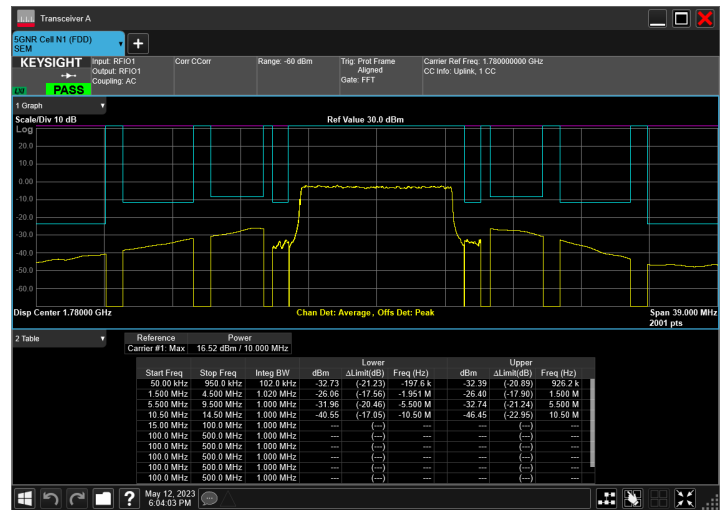 Transceiver A
5GNR Cell N1 (FDD)
SEM
+
KEYSIGHT
Input: RFIO1
Output: RFIO1
Coupling: AC
Corr CCorr
Range: -60 dBm
Trig: Prot Frame
Aligned
Gate: FFT
Carrier Ref Freq: 1.780000000 GHz
CC Info: Uplink, 1 CC
LXI
PASS
1 Graph
Scale/Div 10 dB
Ref Value 30.0 dBm
Log
20.0
10.0
0.00
-10.0
-20.0
-30.0
-40.0
-50.0
-60.0
Disp Center 1.78000 GHz
Chan Det: Average, Offs Det: Peak
Span 39.000 MHz
2001 pts
2 Table
Reference Power
Carrier #1: Max 16.52 dBm / 10.000 MHz
Lower Upper
Start Freq Stop Freq Integ BW dBm ΔLimit(dB) Freq (Hz) dBm ΔLimit(dB) Freq (Hz)
50.00 kHz 950.0 kHz 102.0 kHz -32.73 (-21.23) -197.6 k -32.39 (-20.89) 926.2 k
1.500 MHz 4.500 MHz 1.020 MHz -26.06 (-17.56) -1.951 M -26.40 (-17.90) 1.500 M
5.500 MHz 9.500 MHz 1.000 MHz -31.96 (-20.46) -5.500 M -32.74 (-21.24) 5.500 M
10.50 MHz 14.50 MHz 1.000 MHz -40.55 (-17.05) -10.50 M -46.45 (-22.95) 10.50 M
15.00 MHz 100.0 MHz 1.000 MHz --- (---) --- --- (---) ---
100.0 MHz 500.0 MHz 1.000 MHz --- (---) --- --- (---) ---
100.0 MHz 500.0 MHz 1.000 MHz --- (---) --- --- (---) ---
100.0 MHz 500.0 MHz 1.000 MHz --- (---) --- --- (---) ---
100.0 MHz 500.0 MHz 1.000 MHz --- (---) --- --- (---) ---
?
May 12, 2023
6:04:03 PM